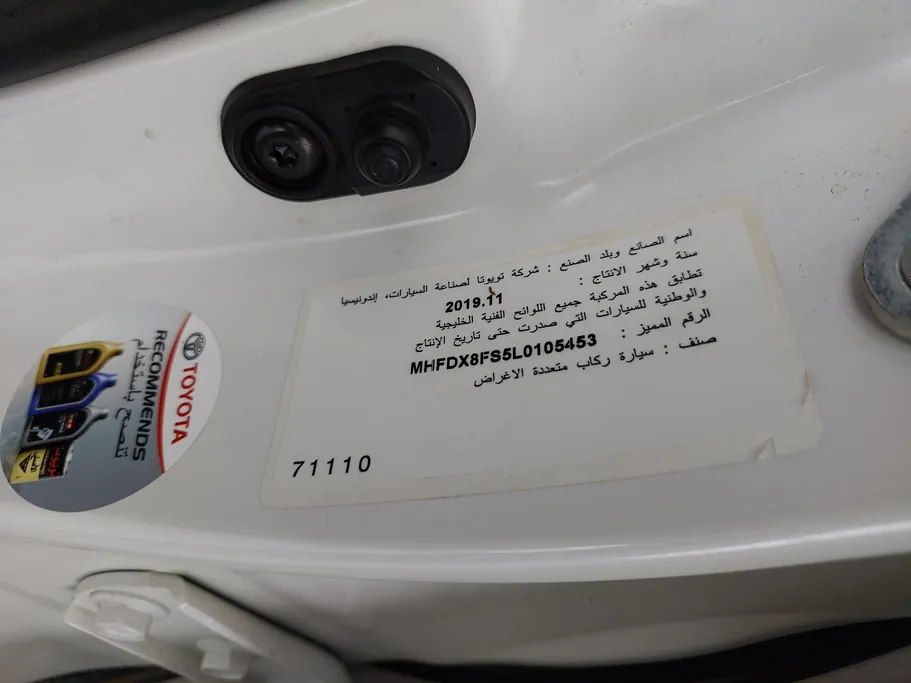 اسم الصانع وبلد الصنع : شركة تويوتا لصناعة السيارات، إندونيسيا
سنة وشهر الانتاج : 2019.11
تطابق هذه المركبة جميع اللوائح الفنية الخليجية
والوطنية للسيارات التي صدرت حتى تاريخ الإنتاج
الرقم المميز : MHFDX8FS5L0105453
صنف : سيارة ركاب متعددة الاغراض
71110
TOYOTA
RECOMMENDS
تنصح باستخدام